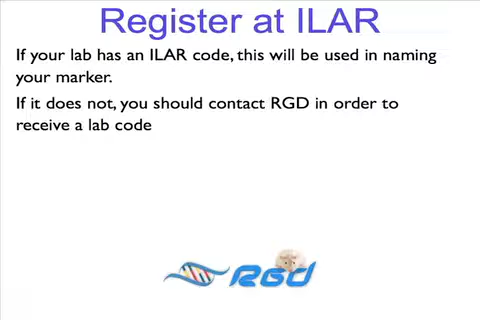 Register at ILAR
If your lab has an ILAR code, this will be used in naming
your marker.
If it does not, you should contact RGD in order to
receive a lab code
RGD